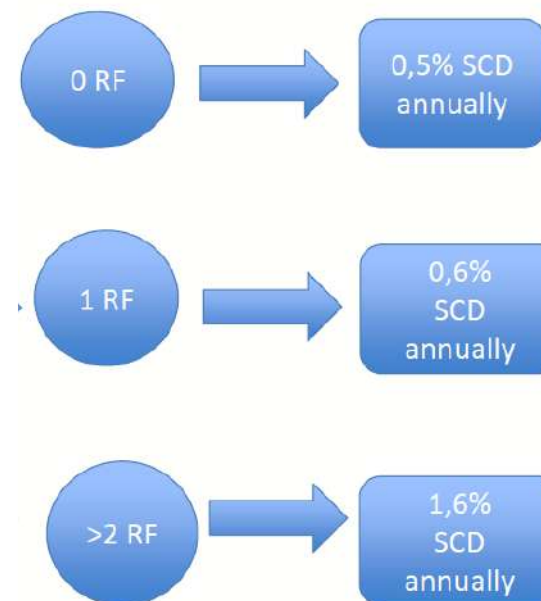 0 RF
0,5% SCD
annually
1 RF
0,6%
SCD
annually
>2 RF
1,6%
SCD
annually